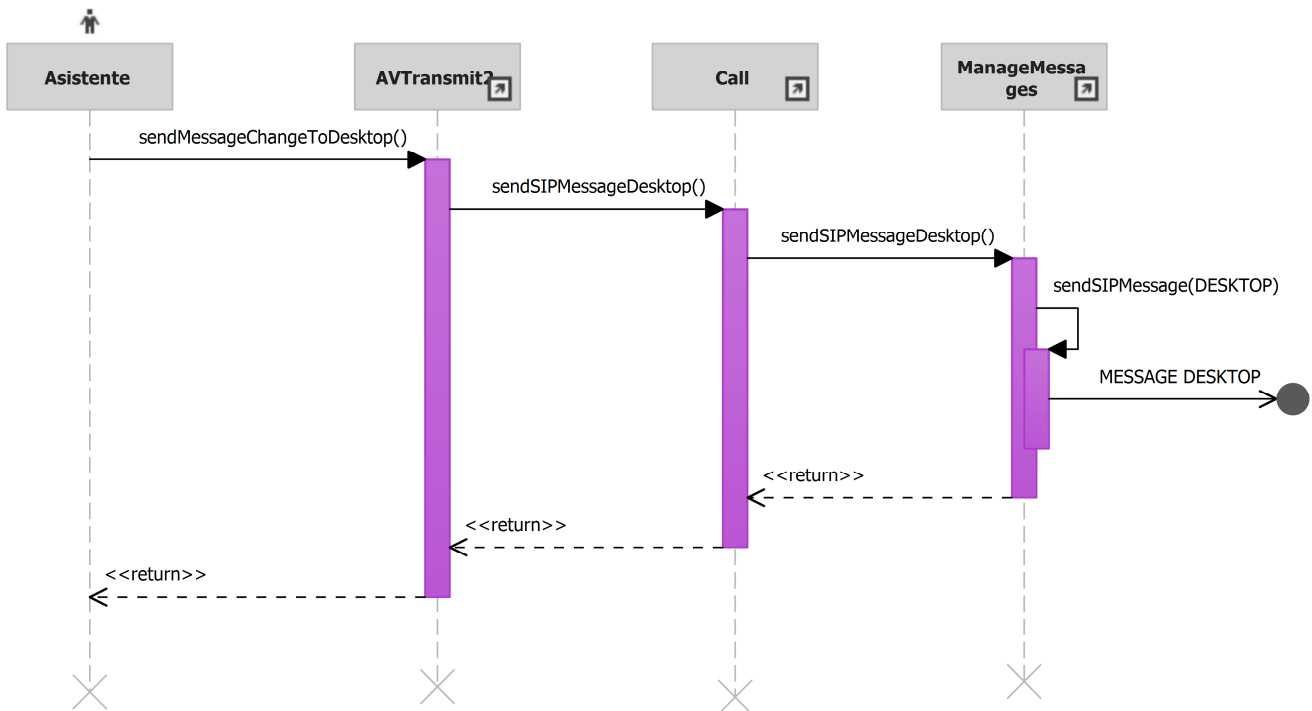 Asistente
AVTransmit2
Call
ManageMessa
ges
sendMessageChangeToDesktop()
sendSIPMessageDesktop()
sendSIPMessageDesktop()
sendSIPMessage(DESKTOP)
MESSAGE DESKTOP
<<return>>
<<return>>
<<return>>